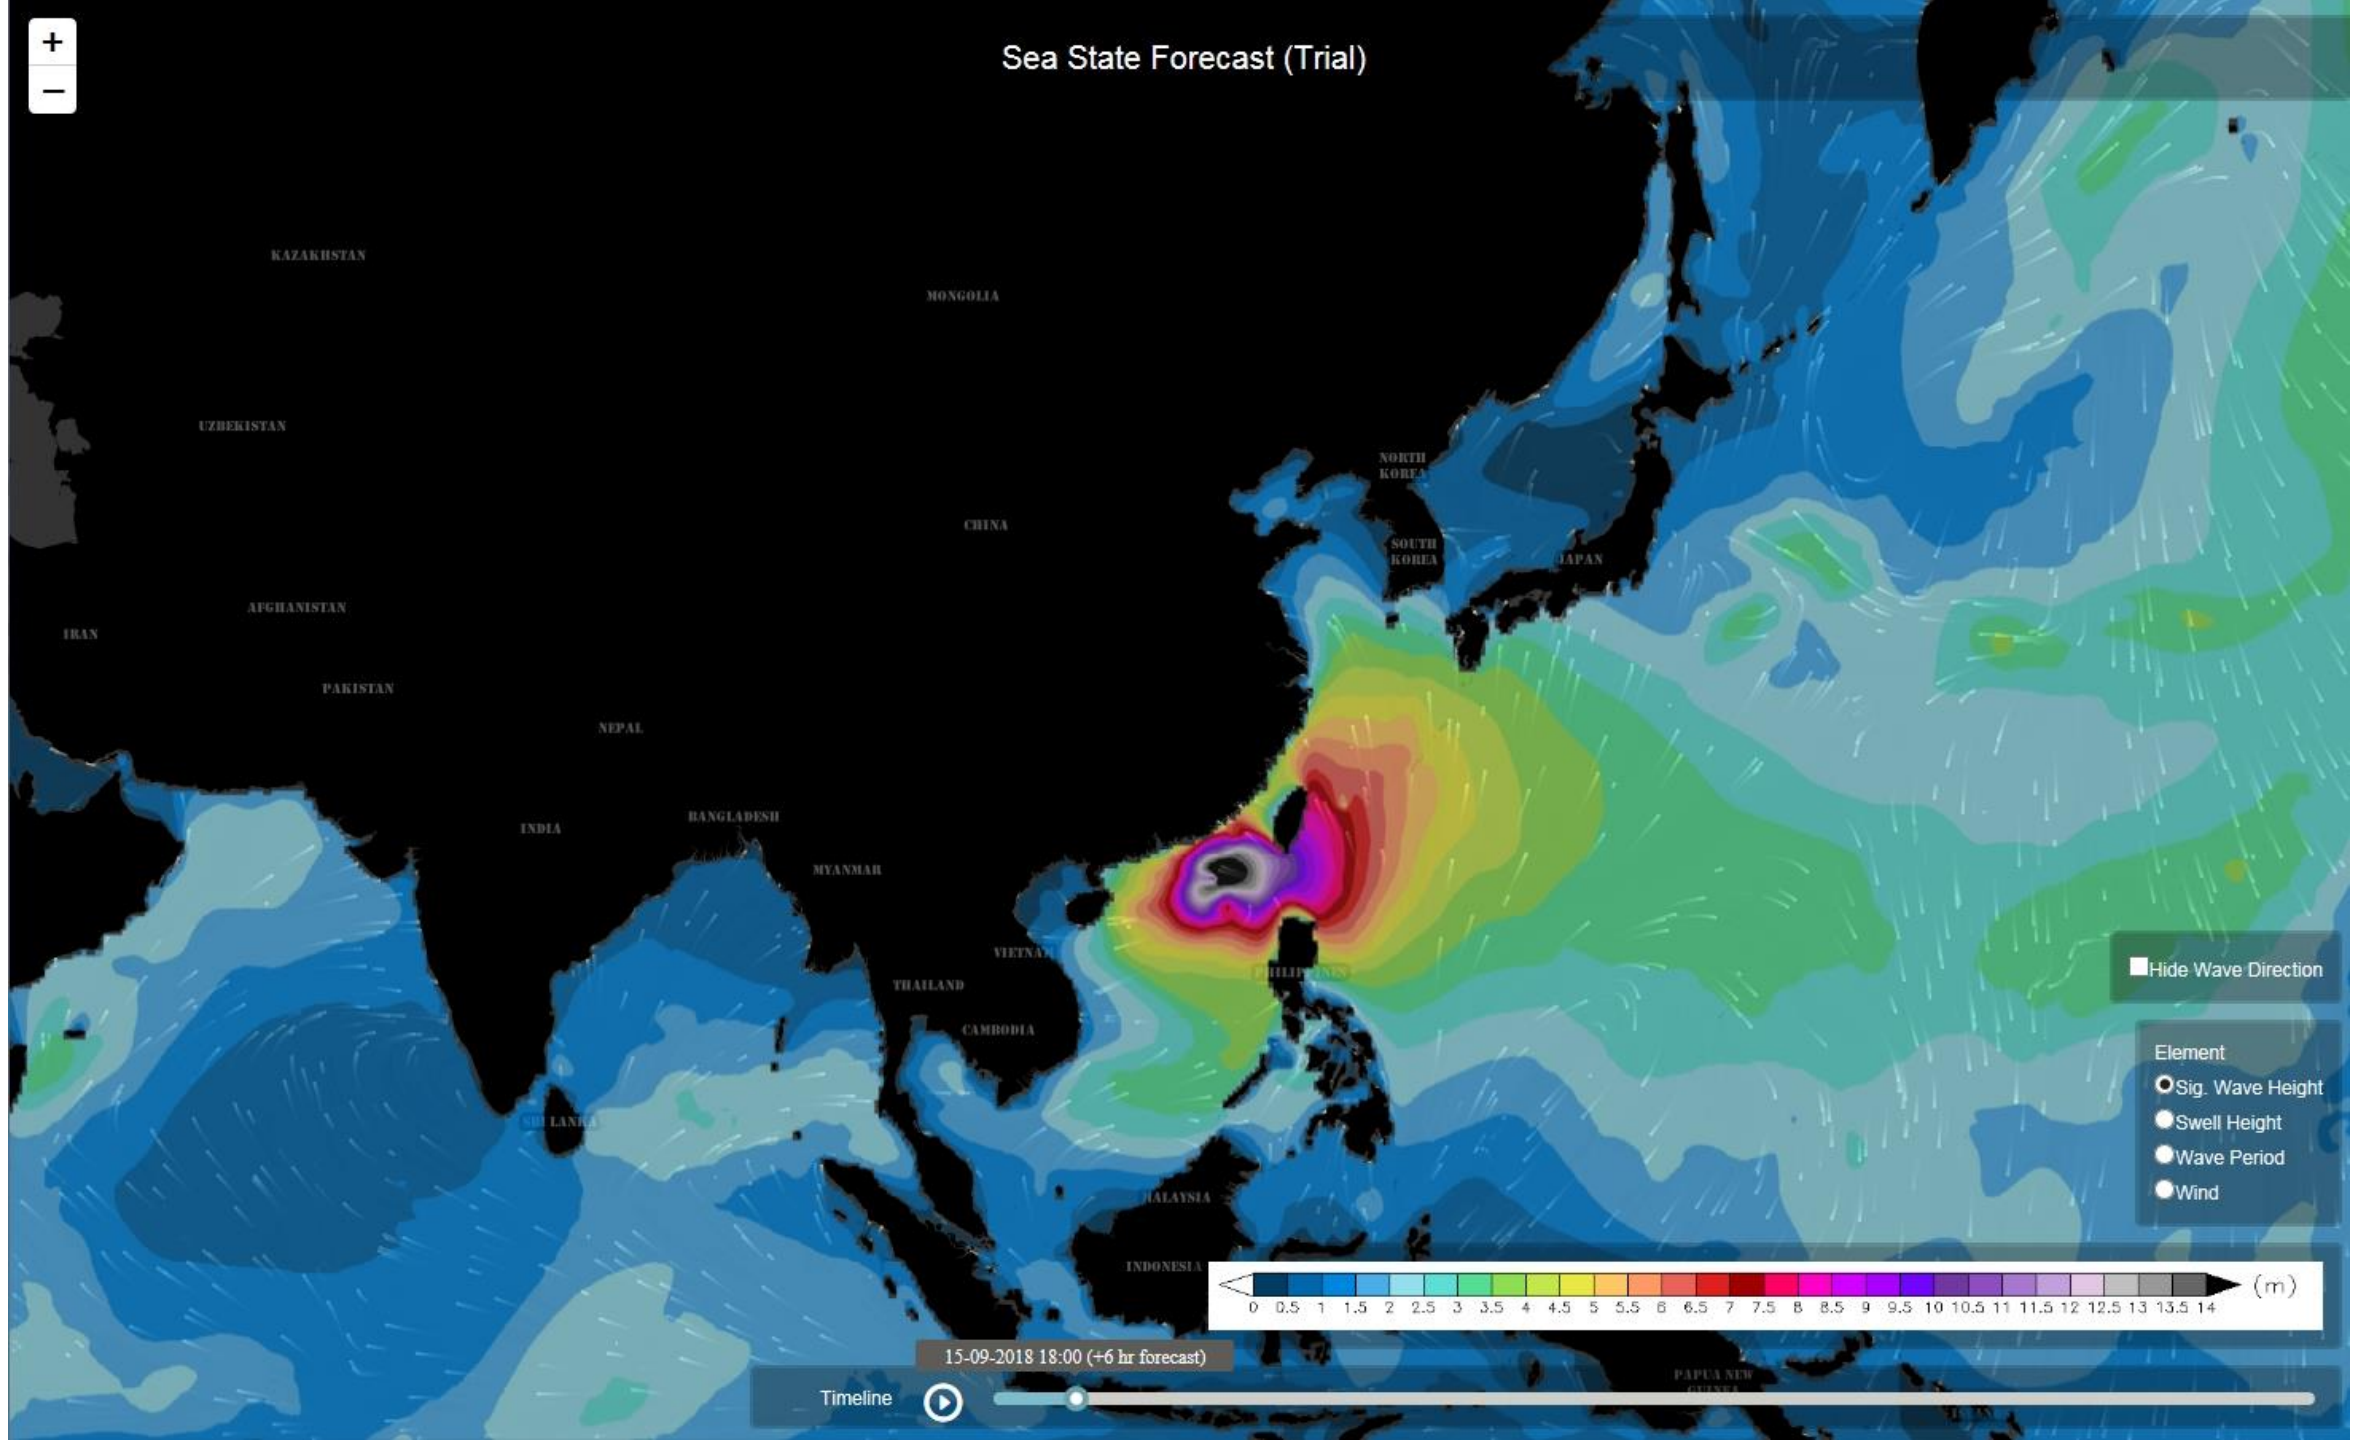 +
Sea State Forecast (Trial)
−
KAZAKHSTAN
MONGOLIA
UZBEKISTAN
NORTH
KOREA
CHINA
SOUTH
KOREA
JAPAN
AFGHANISTAN
IRAN
PAKISTAN
NEPAL
BANGLADESH
INDIA
MYANMAR
VIETNAM
PHILIPPINES
Hide Wave Direction
THAILAND
CAMBODIA
Element
Sig. Wave Height
SRI LANKA
Swell Height
Wave Period
MALAYSIA
Wind
INDONESIA
(m)
0 0.5 1 1.5 2 2.5 3 3.5 4 4.5 5 5.5 6 6.5 7 7.5 8 8.5 9 9.5 10 10.5 11 11.5 12 12.5 13 13.5 14
15-09-2018 18:00 (+6 hr forecast)
PAPUA NEW
GUINEA
Timeline